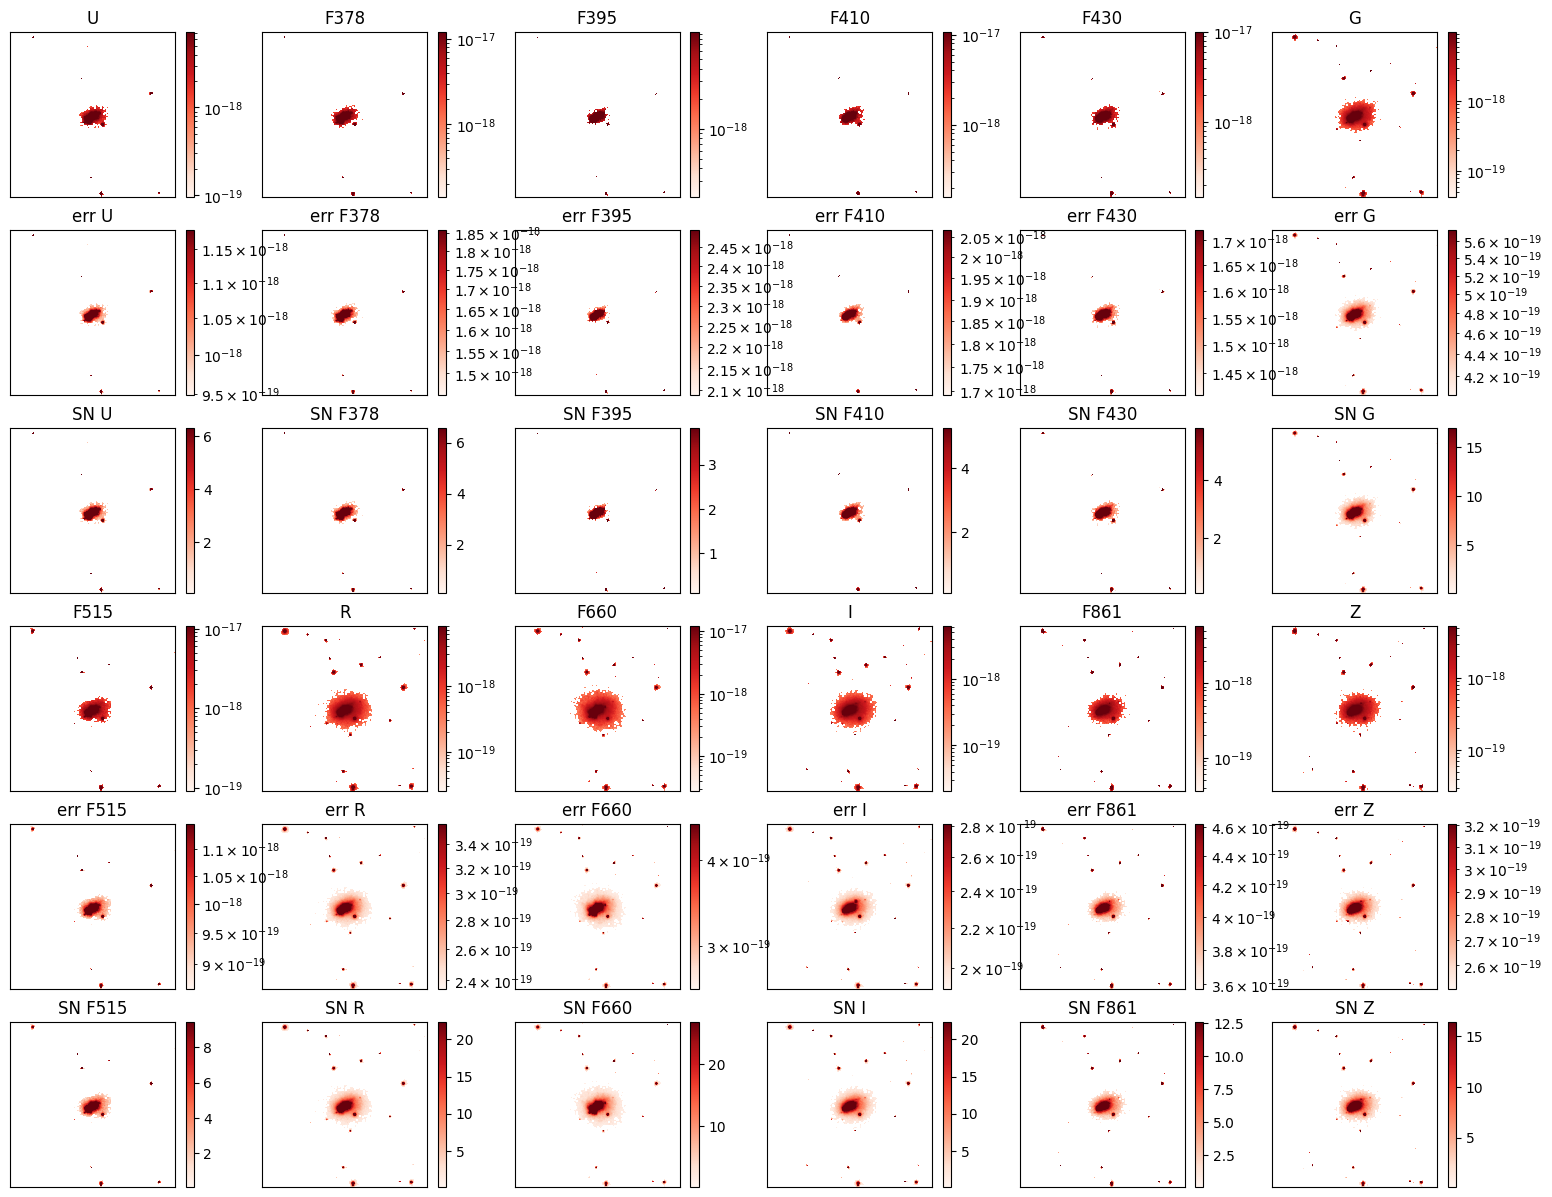 U F378 F395 F410 F430 G
10⁻¹⁸ 10⁻¹⁹
10⁻¹⁷ 10⁻¹⁸
10⁻¹⁸
10⁻¹⁷ 10⁻¹⁸
10⁻¹⁷ 10⁻¹⁸
10⁻¹⁸ 10⁻¹⁹
err U err F378 err F395 err F410 err F430 err G
1.15 × 10⁻¹⁸ 1.1 × 10⁻¹⁸ 1.05 × 10⁻¹⁸ 10⁻¹⁸ 9.5 × 10⁻¹⁹
1.85 × 10⁻¹⁸ 1.8 × 10⁻¹⁸ 1.75 × 10⁻¹⁸ 1.7 × 10⁻¹⁸ 1.65 × 10⁻¹⁸ 1.6 × 10⁻¹⁸ 1.55 × 10⁻¹⁸ 1.5 × 10⁻¹⁸
2.45 × 10⁻¹⁸ 2.4 × 10⁻¹⁸ 2.35 × 10⁻¹⁸ 2.3 × 10⁻¹⁸ 2.25 × 10⁻¹⁸ 2.2 × 10⁻¹⁸ 2.15 × 10⁻¹⁸ 2.1 × 10⁻¹⁸
2.05 × 10⁻¹⁸ 2 × 10⁻¹⁸ 1.95 × 10⁻¹⁸ 1.9 × 10⁻¹⁸ 1.85 × 10⁻¹⁸ 1.8 × 10⁻¹⁸ 1.75 × 10⁻¹⁸ 1.7 × 10⁻¹⁸
1.7 × 10⁻¹⁸ 1.65 × 10⁻¹⁸ 1.6 × 10⁻¹⁸ 1.55 × 10⁻¹⁸ 1.5 × 10⁻¹⁸ 1.45 × 10⁻¹⁸
5.6 × 10⁻¹⁹ 5.4 × 10⁻¹⁹ 5.2 × 10⁻¹⁹ 5 × 10⁻¹⁹ 4.8 × 10⁻¹⁹ 4.6 × 10⁻¹⁹ 4.4 × 10⁻¹⁹ 4.2 × 10⁻¹⁹
SN U SN F378 SN F395 SN F410 SN F430 SN G
6 4 2
6 4 2
3 2 1
4 2
4 2
15 10 5
F515 R F660 I F861 Z
10⁻¹⁷ 10⁻¹⁸ 10⁻¹⁹
10⁻¹⁸ 10⁻¹⁹
10⁻¹⁷ 10⁻¹⁸ 10⁻¹⁹
10⁻¹⁸ 10⁻¹⁹
10⁻¹⁸ 10⁻¹⁹
10⁻¹⁸ 10⁻¹⁹
err F515 err R err F660 err I err F861 err Z
1.1 × 10⁻¹⁸ 1.05 × 10⁻¹⁸ 10⁻¹⁸ 9.5 × 10⁻¹⁹ 9 × 10⁻¹⁹
3.4 × 10⁻¹⁹ 3.2 × 10⁻¹⁹ 3 × 10⁻¹⁹ 2.8 × 10⁻¹⁹ 2.6 × 10⁻¹⁹ 2.4 × 10⁻¹⁹
4 × 10⁻¹⁹ 3 × 10⁻¹⁹
2.8 × 10⁻¹⁹ 2.6 × 10⁻¹⁹ 2.4 × 10⁻¹⁹ 2.2 × 10⁻¹⁹ 2 × 10⁻¹⁹
4.6 × 10⁻¹⁹ 4.4 × 10⁻¹⁹ 4.2 × 10⁻¹⁹ 4 × 10⁻¹⁹ 3.8 × 10⁻¹⁹ 3.6 × 10⁻¹⁹
3.2 × 10⁻¹⁹ 3.1 × 10⁻¹⁹ 3 × 10⁻¹⁹ 2.9 × 10⁻¹⁹ 2.8 × 10⁻¹⁹ 2.7 × 10⁻¹⁹ 2.6 × 10⁻¹⁹
SN F515 SN R SN F660 SN I SN F861 SN Z
8 6 4 2
20 15 10 5
20 10
20 15 10 5
12.5 10.0 7.5 5.0 2.5
15 10 5